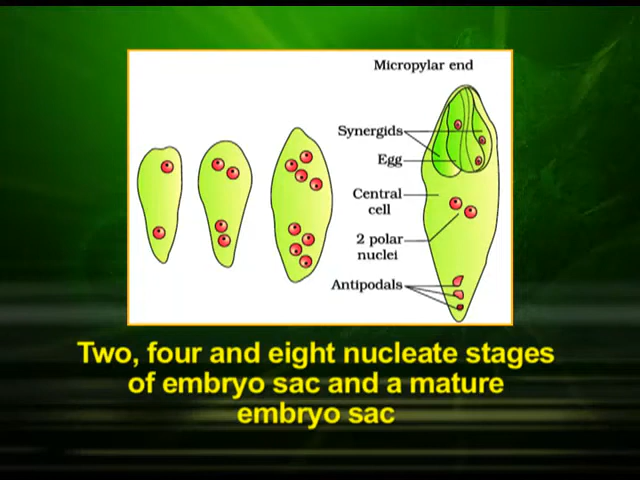 Micropylar end
Synergids
Egg
Central
cell
2 polar
nuclei
Antipodals
Two, four and eight nucleate stages
of embryo sac and a mature
embryo sac